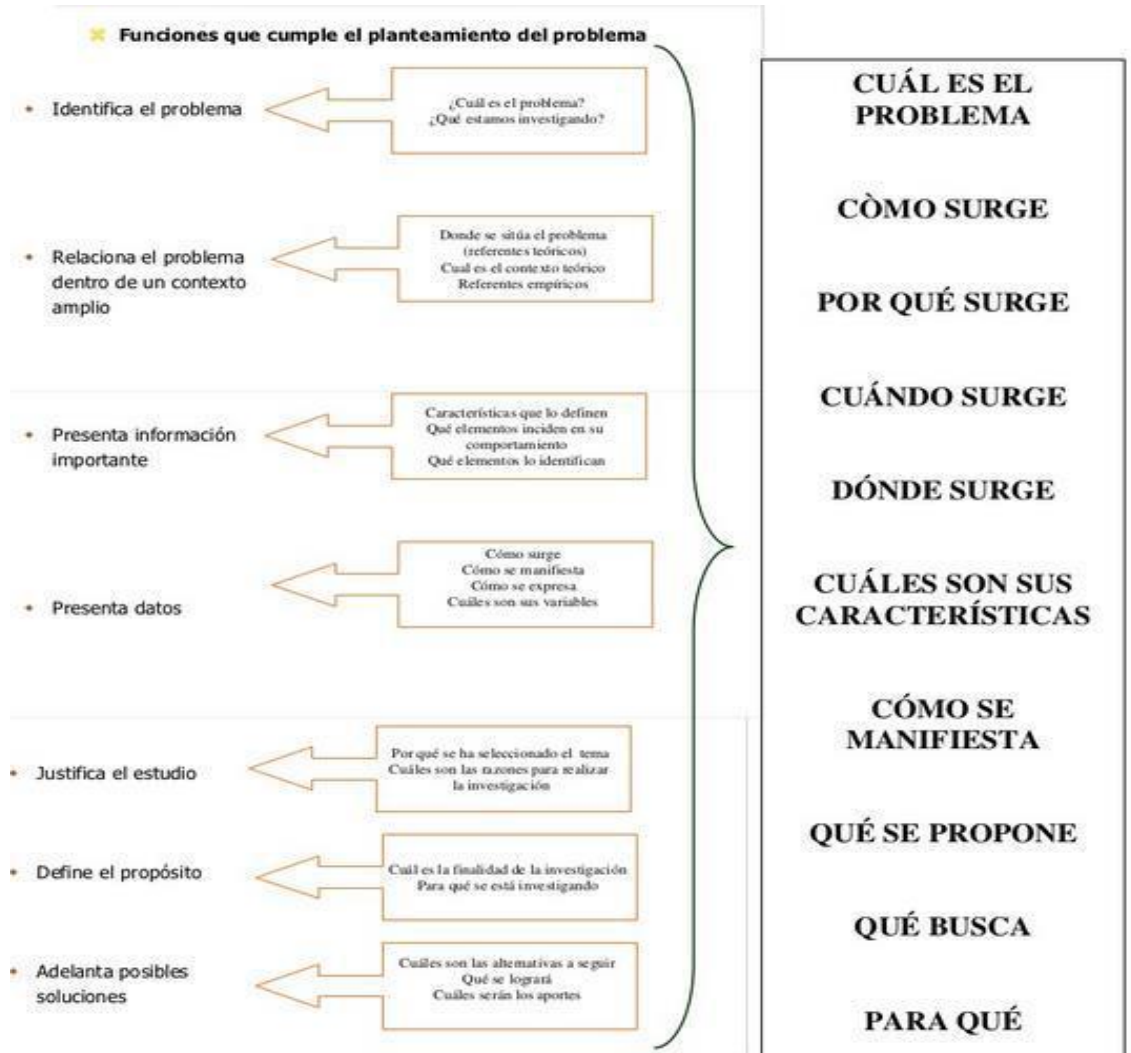 Funciones que cumple el planteamiento del problema
• Identifica el problema
¿Cuál es el problema?
¿Qué estamos investigando?
• Relaciona el problema
dentro de un contexto
amplio
Donde se sitúa el problema
(referentes teóricos)
Cual es el contexto teórico
Referentes empíricos
• Presenta información
importante
Características que lo definen
Qué elementos inciden en su
comportamiento
Qué elementos lo identifican
• Presenta datos
Cómo surge
Cómo se manifiesta
Cómo se expresa
Cuáles son sus variables
• Justifica el estudio
Por qué se ha seleccionado el tema
Cuáles son las razones para realizar
la investigación
• Define el propósito
Cuál es la finalidad de la investigación
Para qué se está investigando
• Adelanta posibles
soluciones
Cuáles son las alternativas a seguir
Qué se logrará
Cuáles serán los aportes
CUÁL ES EL
PROBLEMA
CÒMO SURGE
POR QUÉ SURGE
CUÁNDO SURGE
DÓNDE SURGE
CUÁLES SON SUS
CARACTERÍSTICAS
CÓMO SE
MANIFIESTA
QUÉ SE PROPONE
QUÉ BUSCA
PARA QUÉ